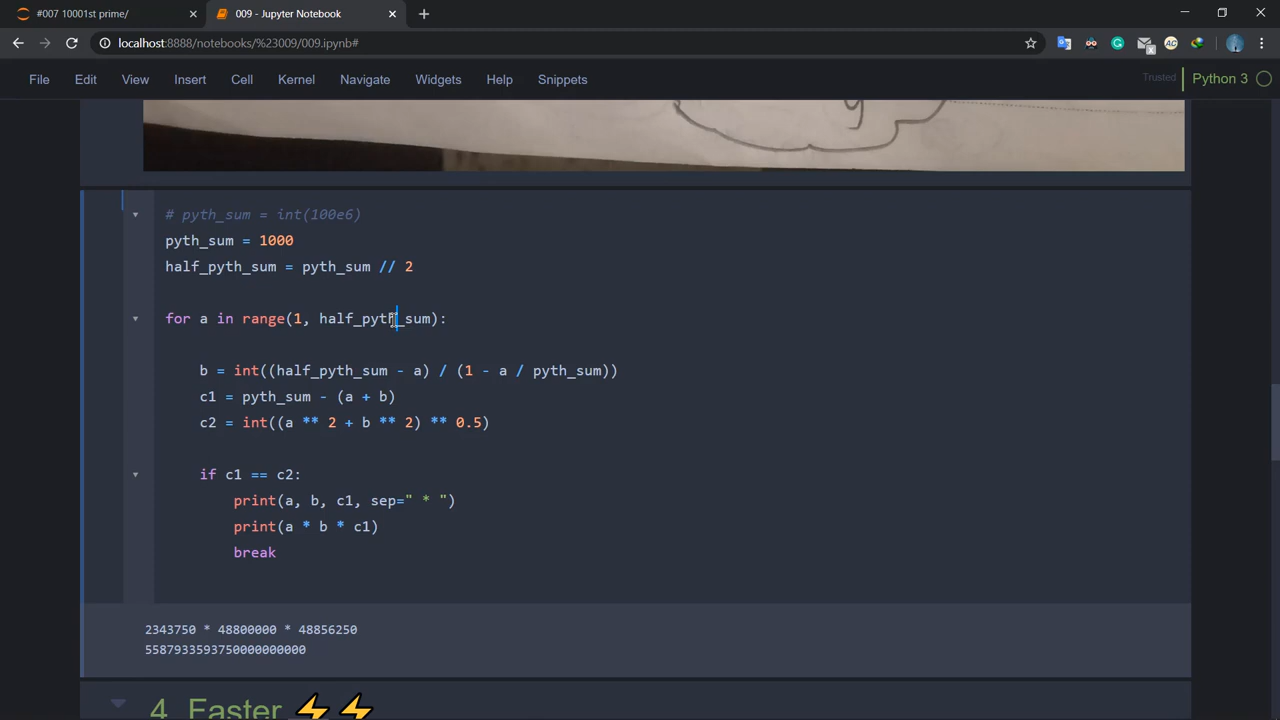 #007 10001st prime/
009 - Jupyter Notebook
localhost:8888/notebooks/%23009/009.ipynb#
File Edit View Insert Cell Kernel Navigate Widgets Help Snippets Trusted Python 3
y
# pyth_sum = int(100e6)
pyth_sum = 1000
half_pyth_sum = pyth_sum // 2
for a in range(1, half_pyth_sum):
b = int((half_pyth_sum - a) / (1 - a / pyth_sum))
c1 = pyth_sum - (a + b)
c2 = int((a ** 2 + b ** 2) ** 0.5)
if c1 == c2:
print(a, b, c1, sep=" * ")
print(a * b * c1)
break
2343750 * 48800000 * 48856250
5587933593750000000000
4 Faster ⚡⚡